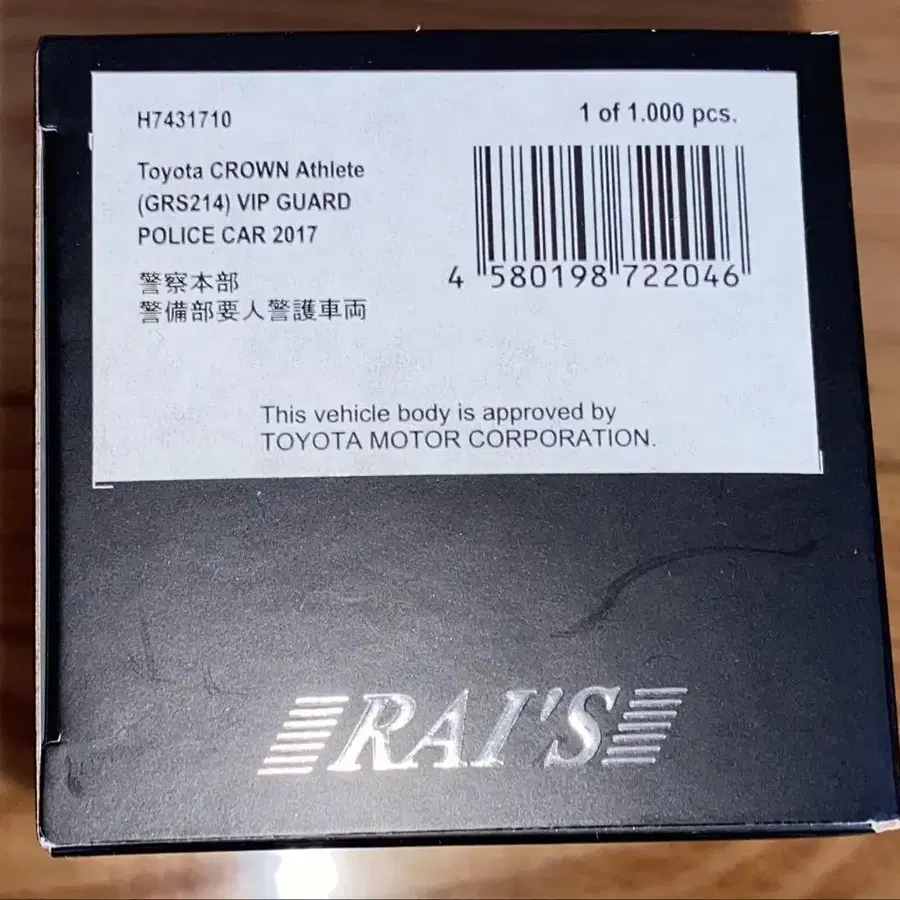 H7431710
1 of 1.000 pcs.
Toyota CROWN Athlete
(GRS214) VIP GUARD
POLICE CAR 2017
警察本部
警備部要人警護車両
4 580198 722046
This vehicle body is approved by
TOYOTA MOTOR CORPORATION.
RAI'S